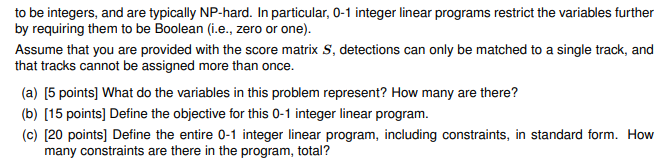 to be integers, and are typically NP-hard. In particular, 0-1 integer linear programs restrict the variables further
by requiring them to be Boolean (i.e., zero or one).
Assume that you are provided with the score matrix S, detections can only be matched to a single track, and
that tracks cannot be assigned more than once.
(a) [5 points] What do the variables in this problem represent? How many are there?
(b) [15 points] Define the objective for this 0-1 integer linear program.
(c) [20 points] Define the entire 0-1 integer linear program, including constraints, in standard form. How
many constraints are there in the program, total?